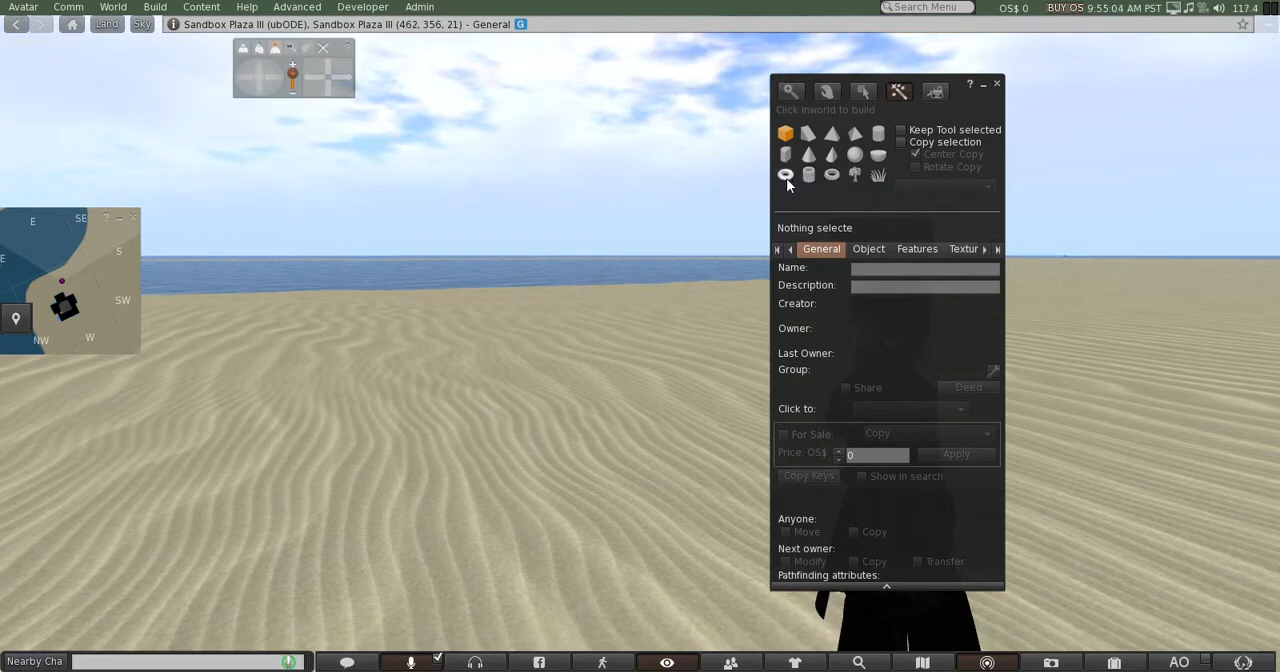 Avatar Comm World Build Content Help Advanced Developer Admin
Search Menu
OS$ 0 BUY OS 9:55:04 AM PST 117.4
Land Sky Sandbox Plaza III (ubODE), Sandbox Plaza III (462, 356, 21) - General G
?
? _
Click inworld to build
Keep Tool selected
Copy selection
Center Copy
Rotate Copy
Nothing selecte
General Object Features Textur
Name:
Description:
Creator:
Owner:
Last Owner:
Group:
Share Deed
Click to:
For Sale: Copy
Price: OS$ 0 Apply
Copy Keys Show in search
Anyone:
Move Copy
Next owner:
Modify Copy Transfer
Pathfinding attributes:
E SE ? _
S
E
SW
W
NW
Nearby Cha
AO